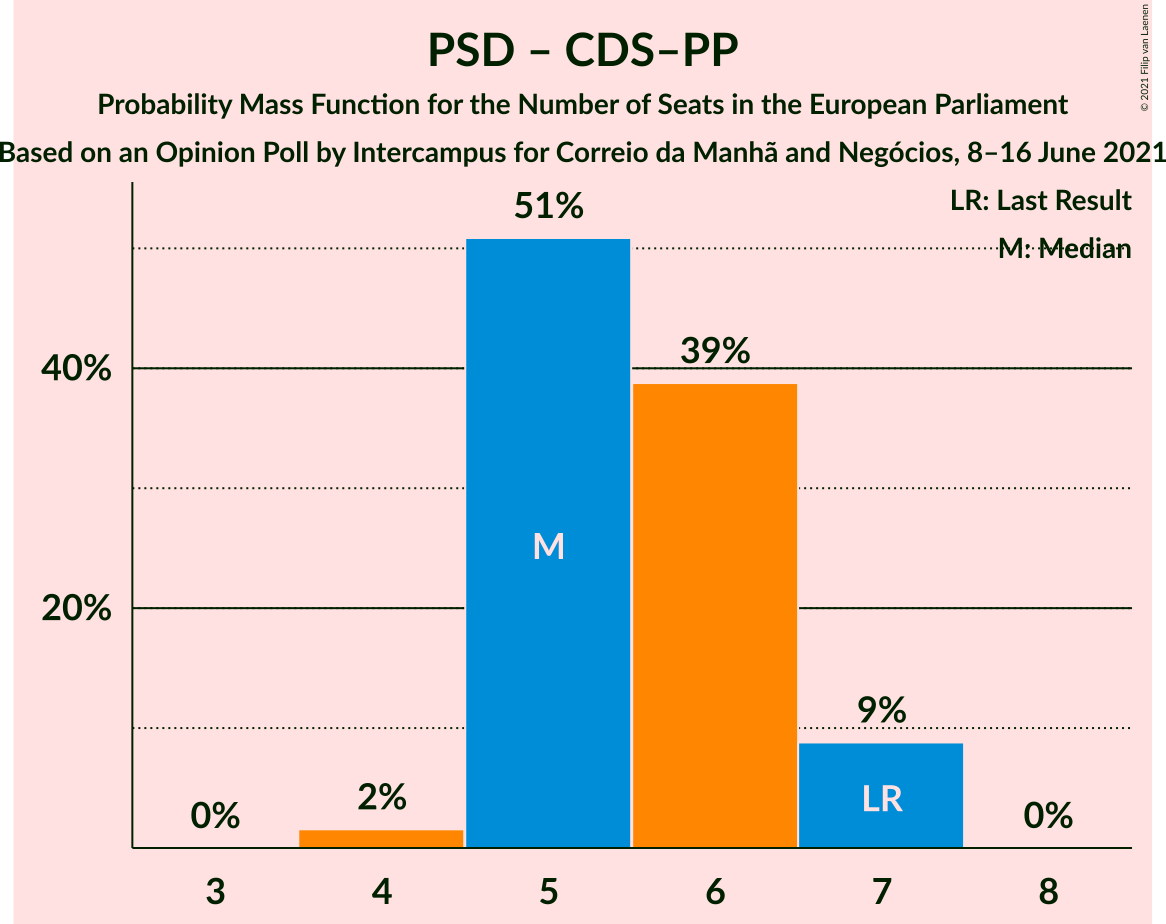 PSD – CDS–PP
Probability Mass Function for the Number of Seats in the European Parliament
Based on an Opinion Poll by Intercampus for Correio da Manhã and Negócios, 8–16 June 2021
© 2021 Filip van Laenen
LR: Last Result
M: Median
51%
39%
40%
M
20%
9%
LR
2%
0%
0%
3 4 5 6 7 8